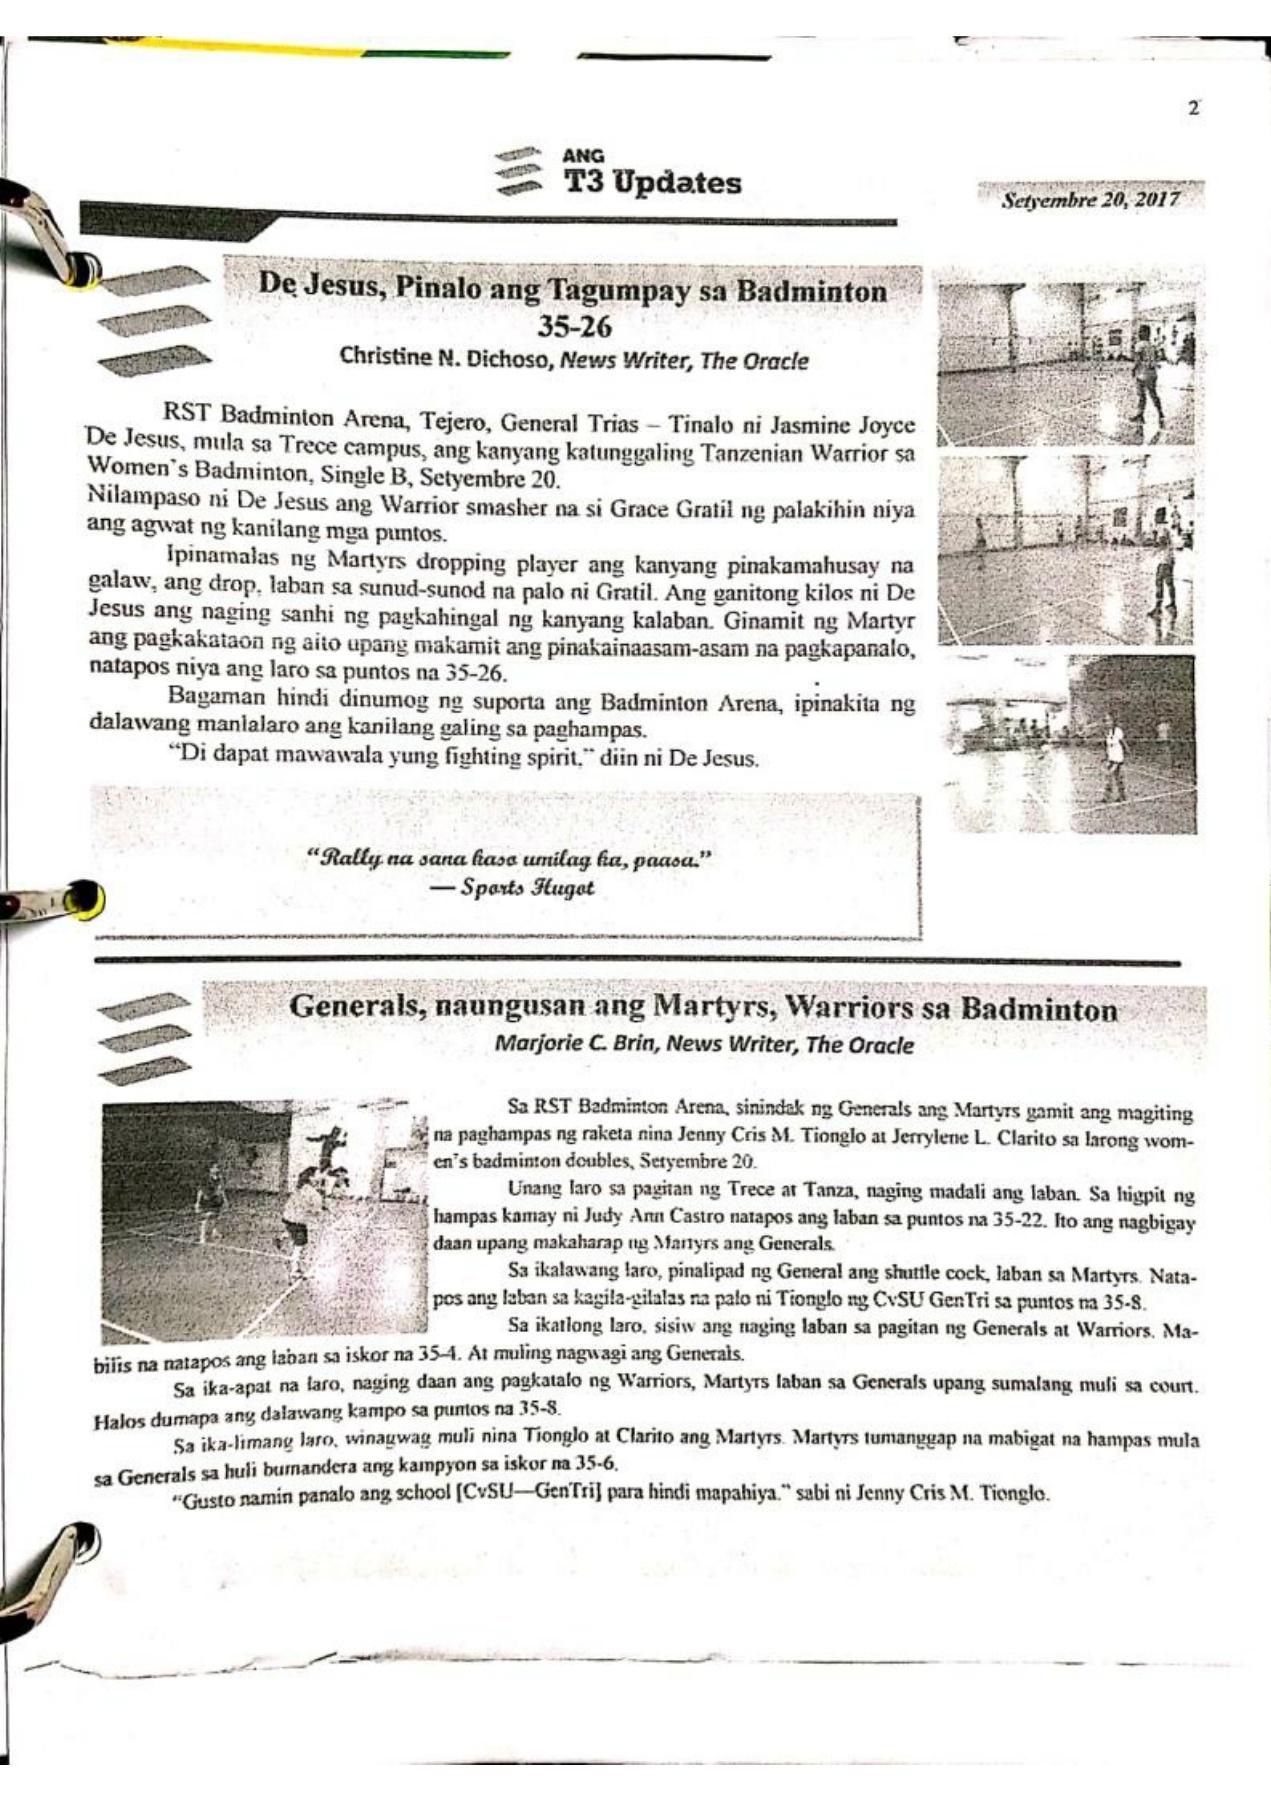 2
ANG
T3 Updates
Setyembre 20, 2017
De Jesus, Pinalo ang Tagumpay sa Badminton
35-26
Christine N. Dichoso, News Writer, The Oracle
RST Badminton Arena, Tejero, General Trias – Tinalo ni Jasmine Joyce
De Jesus, mula sa Trece campus, ang kanyang katunggaling Tanzenian Warrior sa
Women's Badminton, Single B, Setyembre 20.
Nilampaso ni De Jesus ang Warrior smasher na si Grace Gratil ng palakihin niya
ang agwat ng kanilang mga puntos.
Ipinamalas ng Martyrs dropping player ang kanyang pinakamahusay na
galaw, ang drop, laban sa sunud-sunod na palo ni Gratil. Ang ganitong kilos ni De
Jesus ang naging sanhi ng pagkahingal ng kanyang kalaban. Ginamit ng Martyr
ang pagkakataon ng aito upang makamit ang pinakainaasam-asam na pagkapanalo,
natapos niya ang laro sa puntos na 35-26.
Bagaman hindi dinumog ng suporta ang Badminton Arena, ipinakita ng
dalawang manlalaro ang kanilang galing sa paghampas.
“Di dapat mawawala yung fighting spirit,” diin ni De Jesus.
“Rally na sana kaso umilag ka, paasa.”
— Sports Hugot
Generals, naungusan ang Martyrs, Warriors sa Badminton
Marjorie C. Brin, News Writer, The Oracle
Sa RST Badminton Arena, sinindak ng Generals ang Martyrs gamit ang magiting
na paghampas ng raketa nina Jenny Cris M. Tionglo at Jerrylene L. Clarito sa larong wom-
en's badminton doubles, Setyembre 20.
Unang laro sa pagitan ng Trece at Tanza, naging madali ang laban. Sa higpit ng
hampas kamay ni Judy Ann Castro natapos ang laban sa puntos na 35-22. Ito ang nagbigay
daan upang makaharap ng Martyrs ang Generals.
Sa ikalawang laro, pinalipad ng General ang shuttle cock, laban sa Martyrs. Nata-
pos ang laban sa kagila-gilalas na palo ni Tionglo ng CvSU GenTri sa puntos na 35-8.
Sa ikatlong laro, sisiw ang naging laban sa pagitan ng Generals at Warriors. Ma-
bilis na natapos ang laban sa iskor na 35-4. At muling nagwagi ang Generals.
Sa ika-apat na laro, naging daan ang pagkatalo ng Warriors, Martyrs laban sa Generals upang sumalang muli sa court.
Halos dumapa ang dalawang kampo sa puntos na 35-8.
Sa ika-limang laro, winagwag muli nina Tionglo at Clarito ang Martyrs. Martyrs tumanggap na mabigat na hampas mula
sa Generals sa huli bumandera ang kampyon sa iskor na 35-6.
“Gusto namin panalo ang school [CvSU—GenTri] para hindi mapahiya.” sabi ni Jenny Cris M. Tionglo.